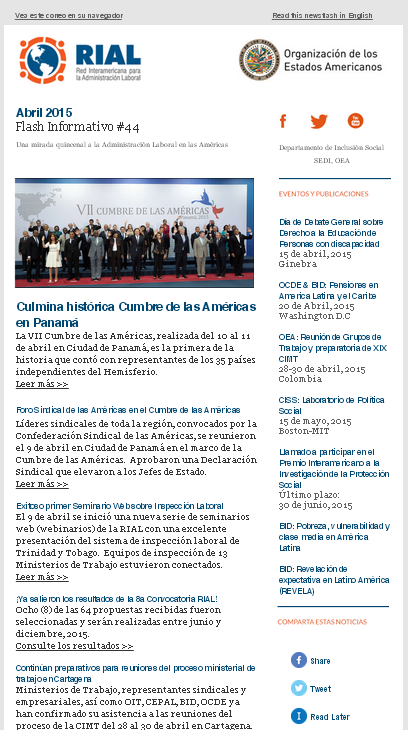 Vea este correo en su navegador
Read this newsflash in English
RIAL
Red Interamericana para
la Administración Laboral
Organización de los
Estados Americanos
Abril 2015
Flash Informativo #44
Una mirada quincenal a la Administración Laboral en las Américas
VII CUMBRE DE LAS AMÉRICAS
Culmina histórica Cumbre de las Américas
en Panamá
La VII Cumbre de las Américas, realizada del 10 al 11
de abril en Ciudad de Panamá, es la primera de la
historia que contó con representantes de los 35 países
independientes del Hemisferio.
Leer más >>
Foro Sindical de las Américas en el Cumbre de las Américas
Líderes sindicales de toda la región, convocados por la
Confederación Sindical de las Américas, se reunieron
el 9 de abril en Ciudad de Panamá en el marco de la
Cumbre de las Américas. Aprobaron una Declaración
Sindical que elevaron a los Jefes de Estado.
Leer más >>
Exitoso primer Seminario Web sobre Inspección Laboral
El 9 de abril se inició una nueva serie de seminarios
web (webinarios) de la RIAL con una excelente
presentación del sistema de inspección laboral de
Trinidad y Tobago. Equipos de inspección de 13
Ministerios de Trabajo estuvieron conectados.
Leer más >>
¡Ya salieron los resultados de la 8a Convocatoria RIAL!
Ocho (8) de las 64 propuestas recibidas fueron
seleccionadas y serán realizadas entre junio y
diciembre, 2015.
Consulte los resultados >>
Continúan preparativos para reuniones del proceso ministerial de
trabajo en Cartagena
Ministerios de Trabajo, representantes sindicales y
empresariales, así como OIT, CEPAL, BID, OCDE ya
han confirmado su asistencia a las reuniones del
proceso de la CIMT del 28 al 30 de abril en Cartagena.
You
Departamento de Inclusión Social
SEDI, OEA
EVENTOS Y PUBLICACIONES
Día de Debate General sobre
Derecho a la Educación de
Personas con discapacidad
15 de abril, 2015
Ginebra
OCDE & BID: Pensiones en
America Latina y el Caribe
20 de Abril, 2015
Washington D.C
OEA: Reunión de Grupos de
Trabajo y preparatoria de XIX
CIMT
28-30 de abril, 2015
Colombia
CISS: Laboratorio de Política
Social
15 de mayo, 2015
Boston-MIT
Llamado a participar en el
Premio Interamericano a la
Investigación de la Protección
Social
Último plazo:
30 de junio, 2015
BID: Pobreza, vulnerabilidad y
clase media en América
Latina
BID: Revelación de
expectativa en Latino América
(REVELA)
COMPARTA ESTAS NOTICIAS
Share
Tweet
Read Later